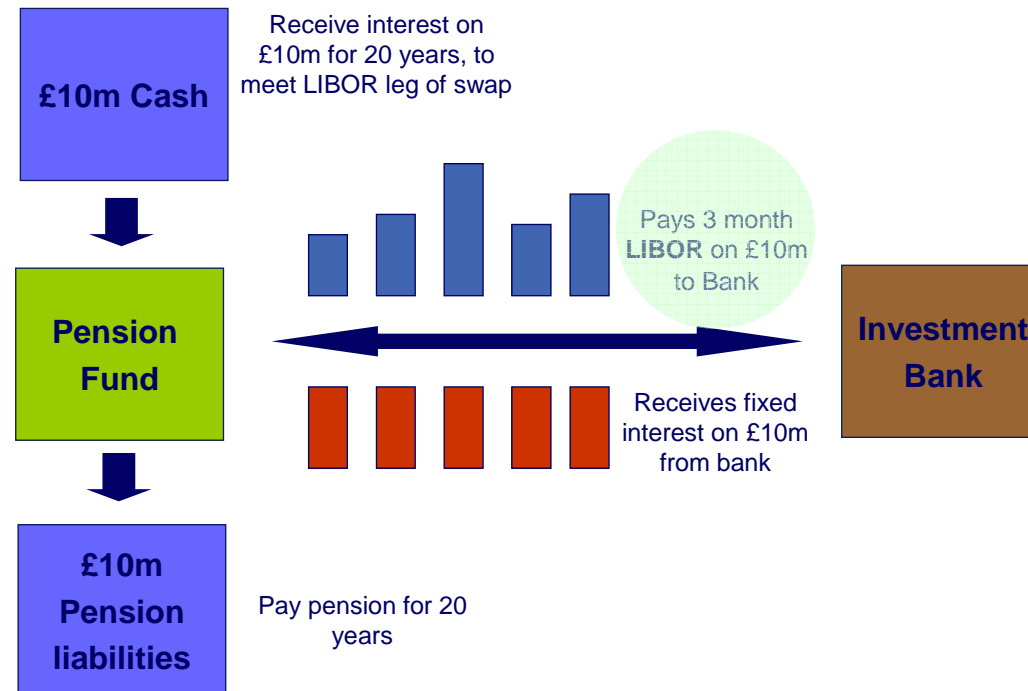 £10m Cash
Receive interest on
£10m for 20 years, to
meet LIBOR leg of swap
Pays 3 month
LIBOR on £10m
to Bank
Pension
Fund
Investment
Bank
Receives fixed
interest on £10m
from bank
£10m
Pension
liabilities
Pay pension for 20
years